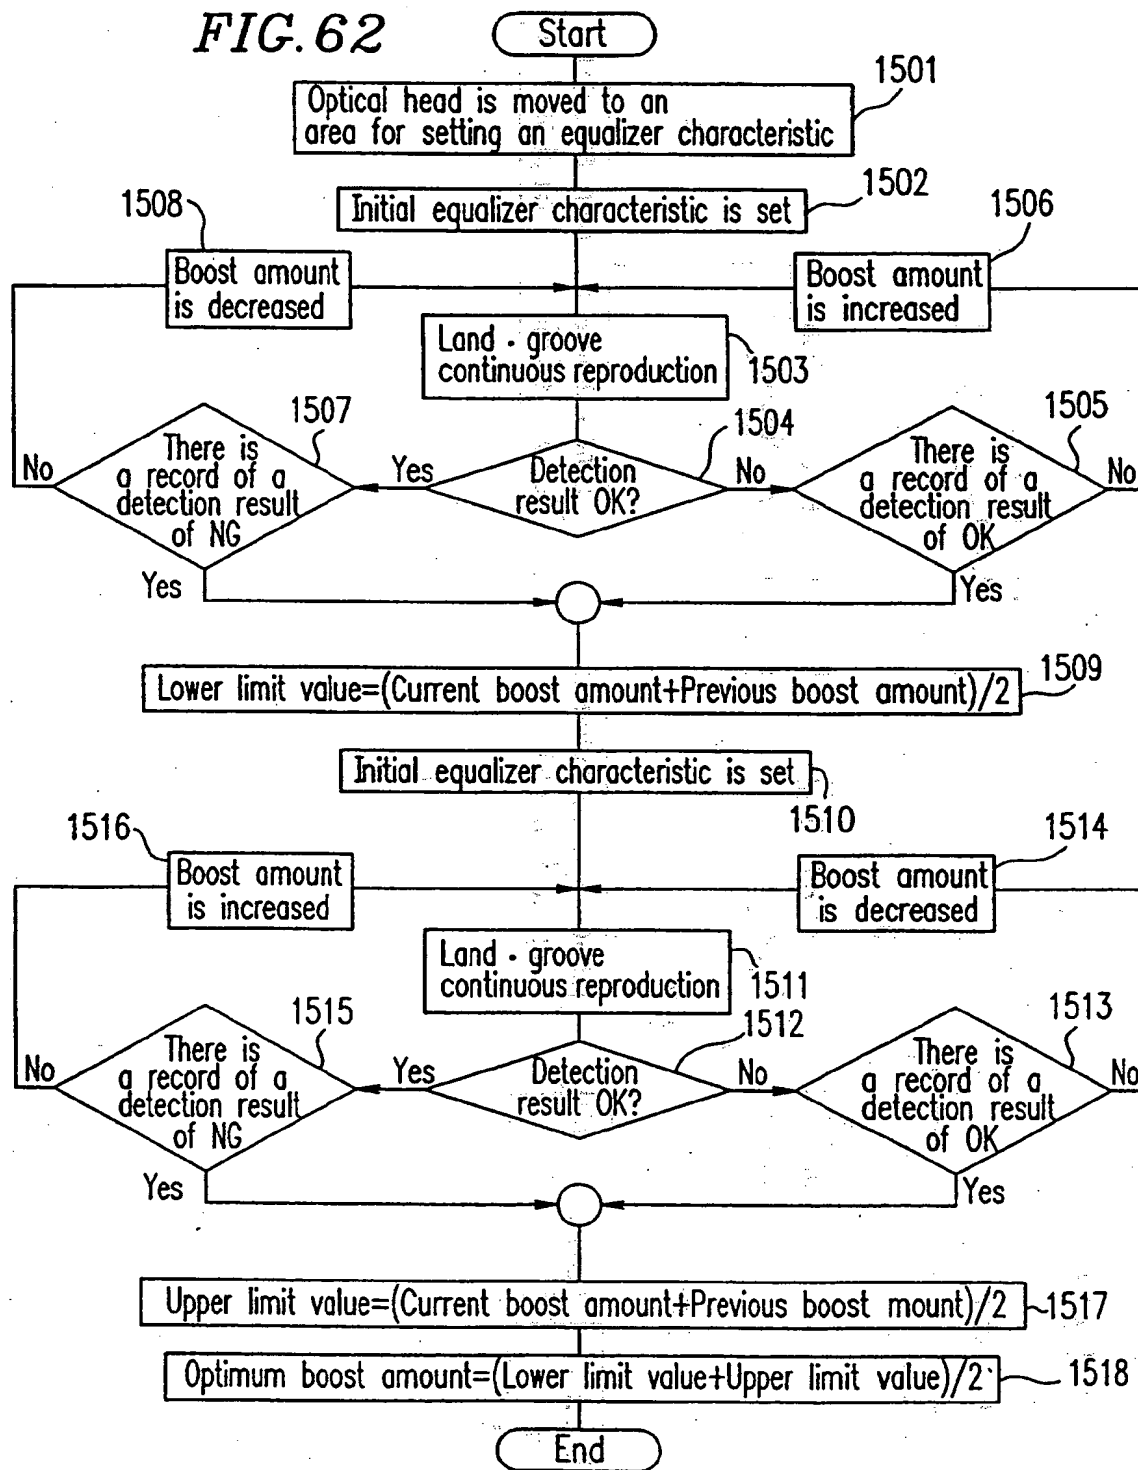 FIG. 62
Start
1501
Optical head is moved to an
area for setting an equalizer characteristic
1502
Initial equalizer characteristic is set
1508
1506
Boost amount
is decreased
Boost amount
is increased
Land · groove
continuous reproduction
1503
1507
1504
1505
There is
a record of a
detection result
of NG
No
Yes
Detection
result OK?
No
There is
a record of a
detection result
of OK
No
Yes
Yes
1509
Lower limit value=(Current boost amount+Previous boost amount)/2
Initial equalizer characteristic is set
1510
1516
1514
Boost amount
is increased
Boost amount
is decreased
Land · groove
continuous reproduction
1511
1515
1512
1513
There is
a record of a
detection result
of NG
No
Yes
Detection
result OK?
No
There is
a record of a
detection result
of OK
No
Yes
Yes
Upper limit value=(Current boost amount+Previous boost mount)/2
1517
Optimum boost amount=(Lower limit value+Upper limit value)/2
1518
End